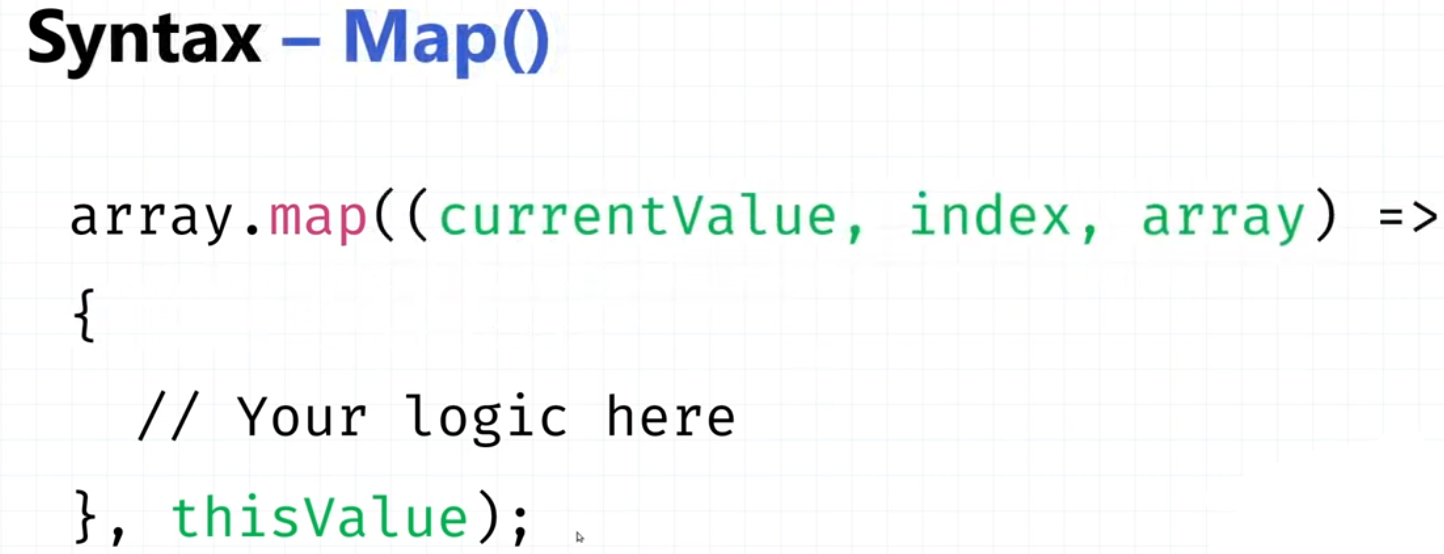 Syntax – Map()
array.map((currentValue, index, array) =>
{
// Your logic here
}, thisValue);